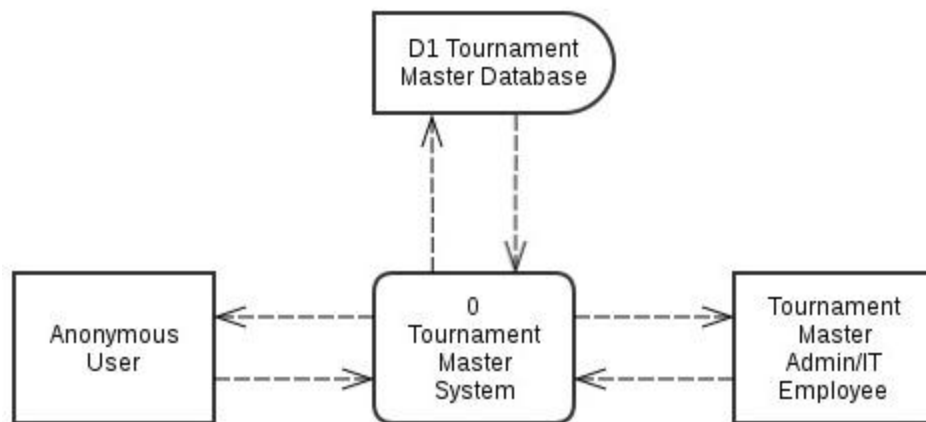 D1 Tournament
Master Database
Anonymous
User
0
Tournament
Master
System
Tournament
Master
Admin/IT
Employee